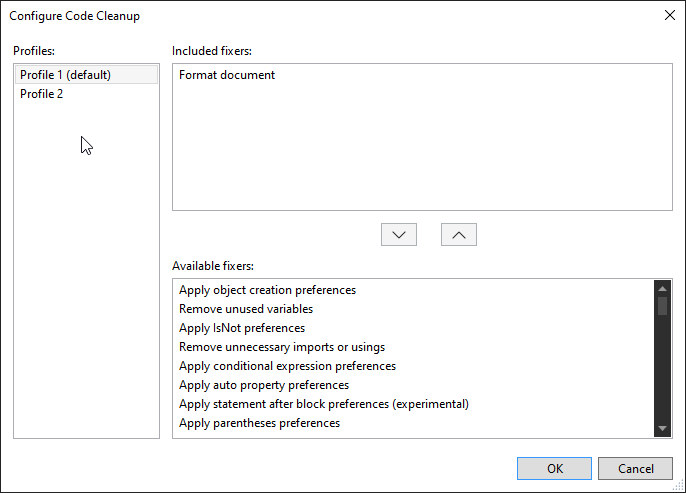 Configure Code Cleanup
Profiles:
Profile 1 (default)
Profile 2
Included fixers:
Format document
Available fixers:
Apply object creation preferences
Remove unused variables
Apply IsNot preferences
Remove unnecessary imports or usings
Apply conditional expression preferences
Apply auto property preferences
Apply statement after block preferences (experimental)
Apply parentheses preferences
OK
Cancel